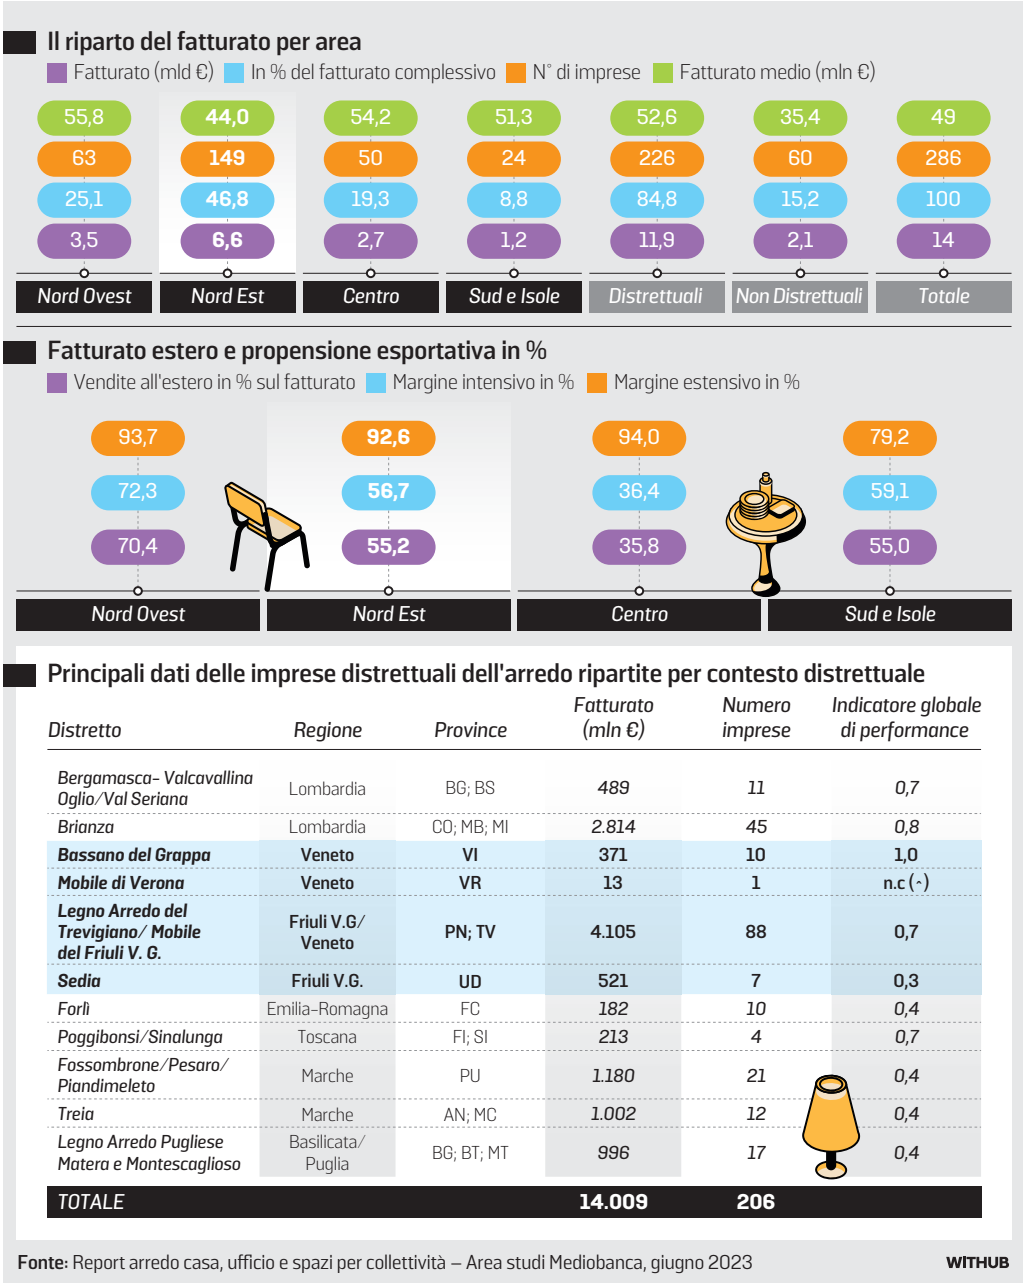 Il riparto del fatturato per area
Fatturato (mld €) In % del fatturato complessivo N° di imprese Fatturato medio (mln €)
55,8 44,0 54,2 51,3 52,6 35,4 49
63 149 50 24 226 60 286
25,1 46,8 19,3 8,8 84,8 15,2 100
3,5 6,6 2,7 1,2 11,9 2,1 14
Nord Ovest Nord Est Centro Sud e Isole Distrettuali Non Distrettuali Totale
Fatturato estero e propensione esportativa in %
Vendite all'estero in % sul fatturato Margine intensivo in % Margine estensivo in %
93,7 92,6 94,0 79,2
72,3 56,7 36,4 59,1
70,4 55,2 35,8 55,0
Nord Ovest Nord Est Centro Sud e Isole
Principali dati delle imprese distrettuali dell'arredo ripartite per contesto distrettuale
Distretto Regione Province Fatturato (mln €) Numero imprese Indicatore globale di performance
Bergamasca- Valcavallina
Oglio/Val Seriana Lombardia BG; BS 489 11 0,7
Brianza Lombardia CO; MB; MI 2.814 45 0,8
Bassano del Grappa Veneto VI 371 10 1,0
Mobile di Verona Veneto VR 13 1 n.c (^)
Legno Arredo del
Trevigiano/ Mobile
del Friuli V. G. Friuli V.G/ Veneto PN; TV 4.105 88 0,7
Sedia Friuli V.G. UD 521 7 0,3
Forlì Emilia-Romagna FC 182 10 0,4
Poggibonsi/Sinalunga Toscana FI; SI 213 4 0,7
Fossombrone/Pesaro/
Piandimeleto Marche PU 1.180 21 0,4
Treia Marche AN; MC 1.002 12 0,4
Legno Arredo Pugliese
Matera e Montescaglioso Basilicata/ Puglia BG; BT; MT 996 17 0,4
TOTALE 14.009 206
Fonte: Report arredo casa, ufficio e spazi per collettività – Area studi Mediobanca, giugno 2023 WITHUB